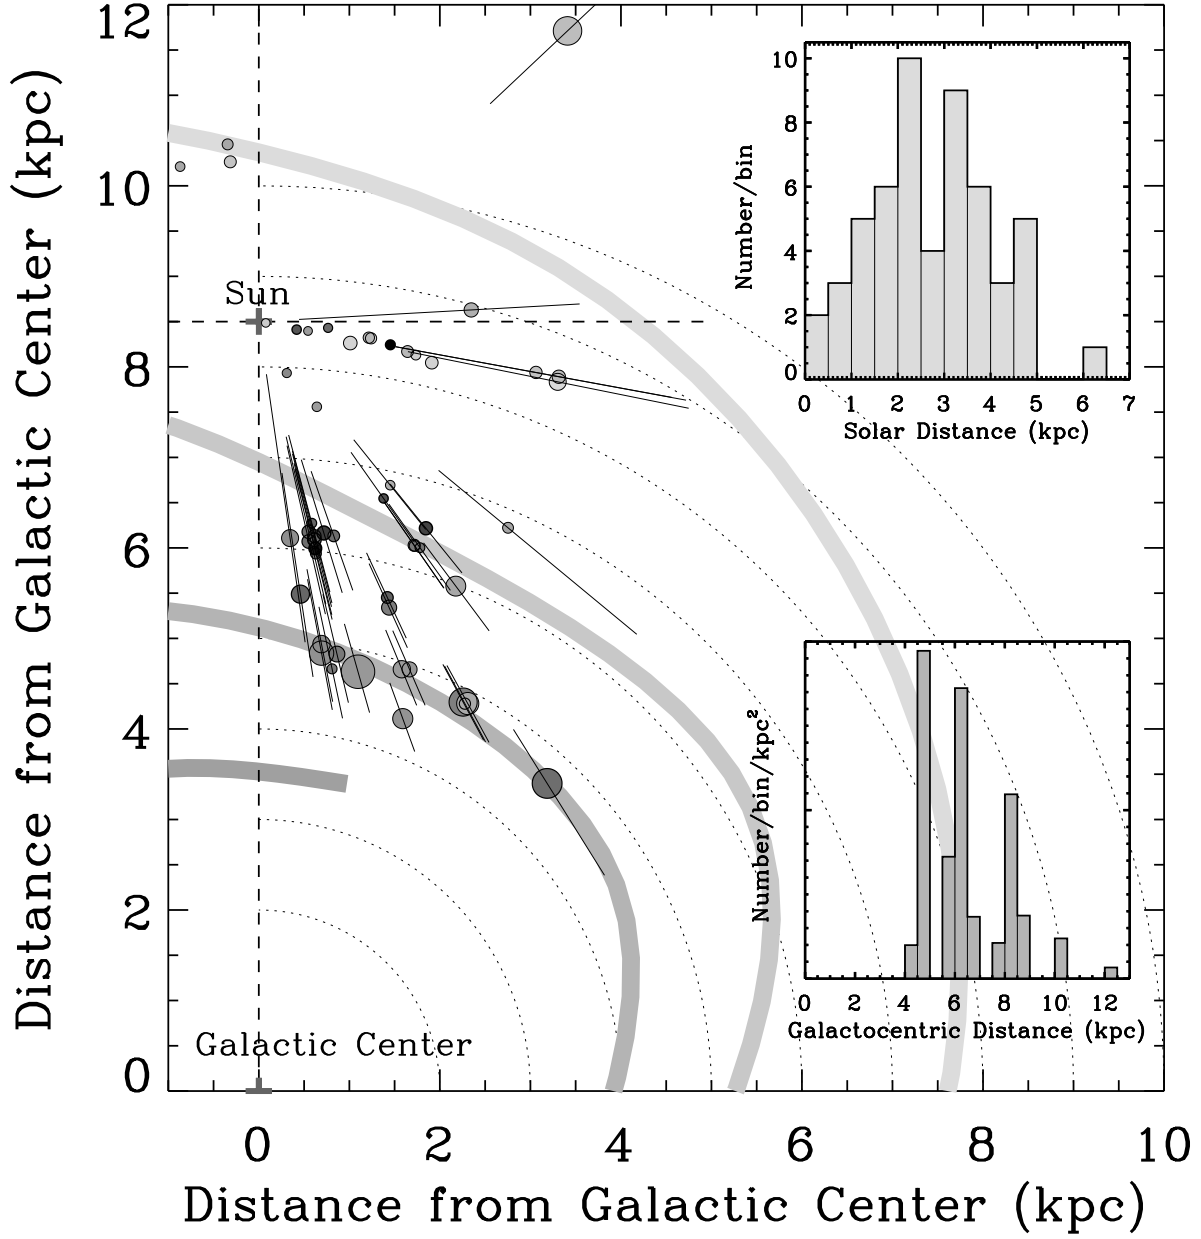 12
10
8
6
4
2
0
Distance from Galactic Center (kpc)
Sun
Galactic Center
0 2 4 6 8 10
Distance from Galactic Center (kpc)
10
8
6
4
2
0
Number/bin
0 1 2 3 4 5 6 7
Solar Distance (kpc)
Number/bin/kpc²
0 2 4 6 8 10 12
Galactocentric Distance (kpc)